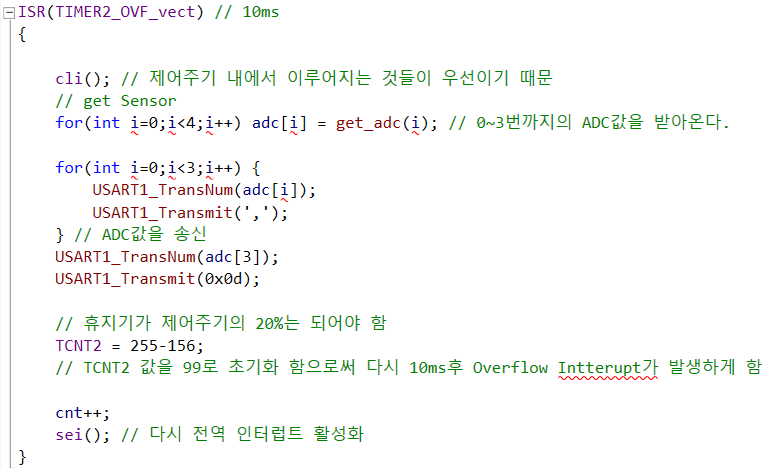 ISR(TIMER2_OVF_vect) // 10ms
{
cli(); // 제어주기 내에서 이루어지는 것들이 우선이기 때문
// get Sensor
for(int i=0;i<4;i++) adc[i] = get_adc(i); // 0~3번까지의 ADC값을 받아온다.
for(int i=0;i<3;i++) {
USART1_TransNum(adc[i]);
USART1_Transmit(',');
} // ADC값을 송신
USART1_TransNum(adc[3]);
USART1_Transmit(0x0d);
// 휴지기가 제어주기의 20%는 되어야 함
TCNT2 = 255-156;
// TCNT2 값을 99로 초기화 함으로써 다시 10ms후 Overflow Intterupt가 발생하게 함
cnt++;
sei(); // 다시 전역 인터럽트 활성화
}